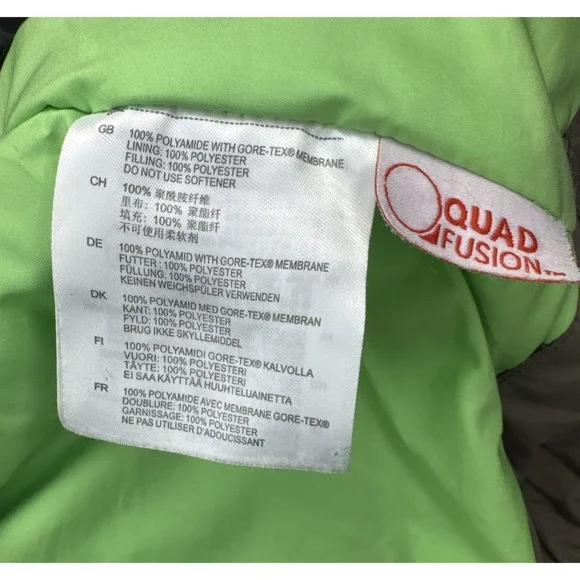 GB
100% POLYAMIDE WITH GORE-TEX® MEMBRANE
LINING: 100% POLYESTER
FILLING: 100% POLYESTER
DO NOT USE SOFTENER
CH
100% 聚酰胺纤维
里布: 100% 聚酯纤
填充: 100% 聚酯纤
不可使用柔软剂
DE
100% POLYAMID WITH GORE-TEX® MEMBRANE
FUTTER : 100% POLYESTER
FÜLLUNG: 100% POLYESTER
KEINEN WEICHSPÜLER VERWENDEN
DK
100% POLYAMID MED GORE-TEX® MEMBRAN
KANT: 100% POLYESTER
FYLD: 100% POLYESTER
BRUG IKKE SKYLLEMIDDEL
FI
100% POLYAMIDI GORE-TEX® KALVOLLA
VUORI: 100% POLYESTERI
TÄYTE: 100% POLYESTERI
EI SAA KÄYTTÄÄ HUUHTELUAINETTA
FR
100% POLYAMIDE AVEC MEMBRANE GORE-TEX®
DOUBLURE: 100% POLYESTER
GARNISSAGE: 100% POLYESTER
NE PAS UTILISER D'ADOUCISSANT
QUAD
FUSION™